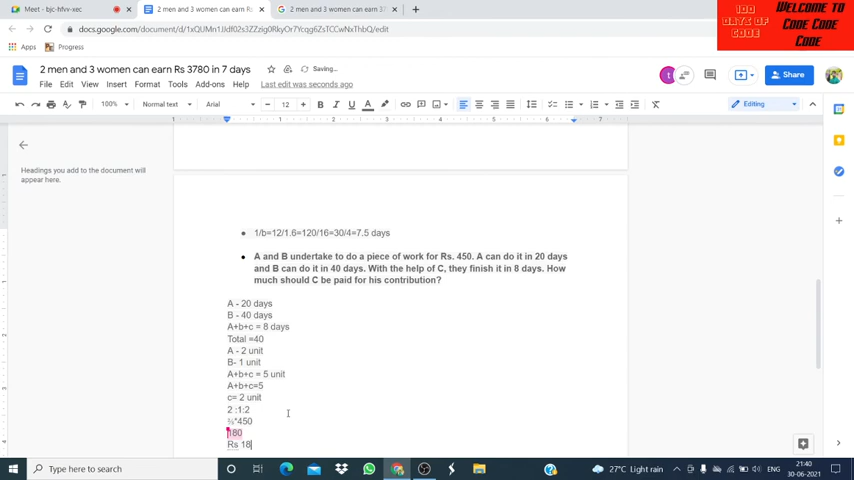 Meet - bjc-hfvv-xec
2 men and 3 women can earn Rs
2 men and 3 women can earn 37
docs.google.com/document/d/1xQUMn1Jdf02s3ZZzig0RkyOr7Ycqg6ZsTCCwNxThbQ/edit
Apps
Progress
100
DAYS OF
CODE
WELCOME TO
CODE CODE
CODE
2 men and 3 women can earn Rs 3780 in 7 days
Saving...
File Edit View Insert Format Tools Add-ons Help
Last edit was seconds ago
t
Share
100%
Normal text
Arial
12
Editing
1 1 2 3 4 5 6 7
Headings you add to the document will
appear here.
1/b=12/1.6=120/16=30/4=7.5 days
A and B undertake to do a piece of work for Rs. 450. A can do it in 20 days
and B can do it in 40 days. With the help of C, they finish it in 8 days. How
much should C be paid for his contribution?
A - 20 days
B - 40 days
A+b+c = 8 days
Total =40
A - 2 unit
B- 1 unit
A+b+c = 5 unit
A+b+c=5
c= 2 unit
2 :1:2
*450
180
Rs 18
Type here to search
27°C Light rain
ENG
21:40
30-06-2021